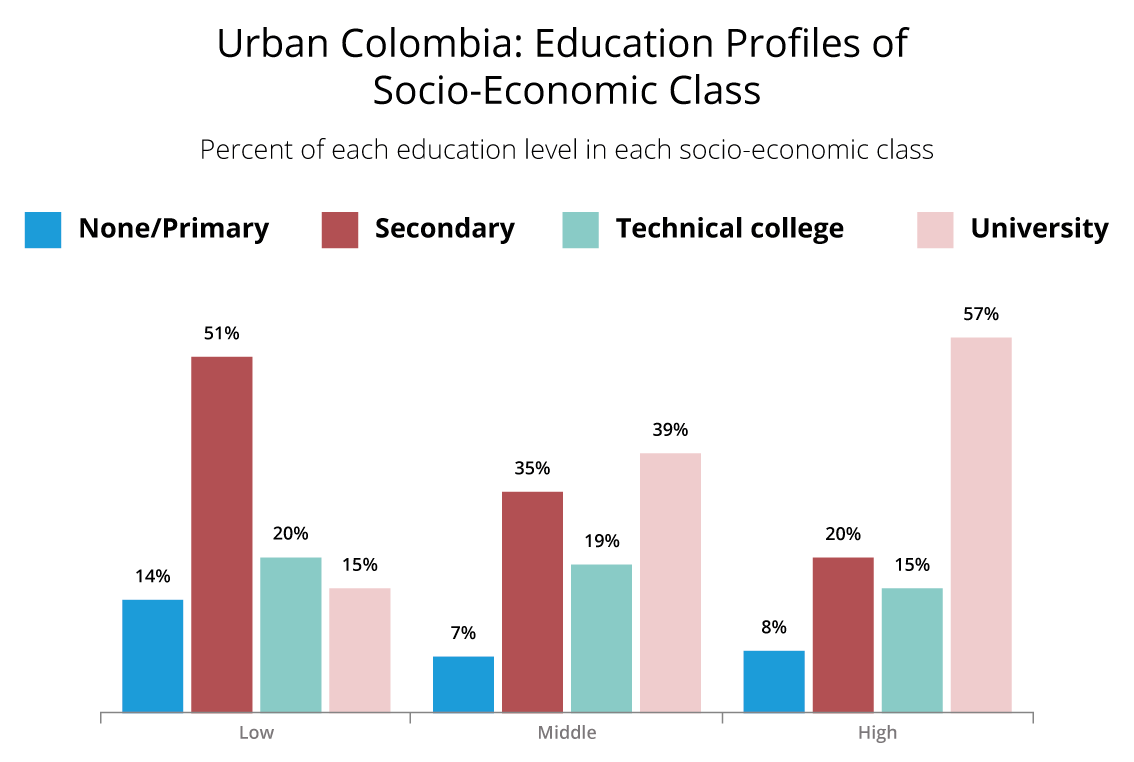 Urban Colombia: Education Profiles of
Socio-Economic Class
Percent of each education level in each socio-economic class
None/Primary Secondary Technical college University
14% 51% 20% 15%
7% 35% 19% 39%
8% 20% 15% 57%
Low Middle High